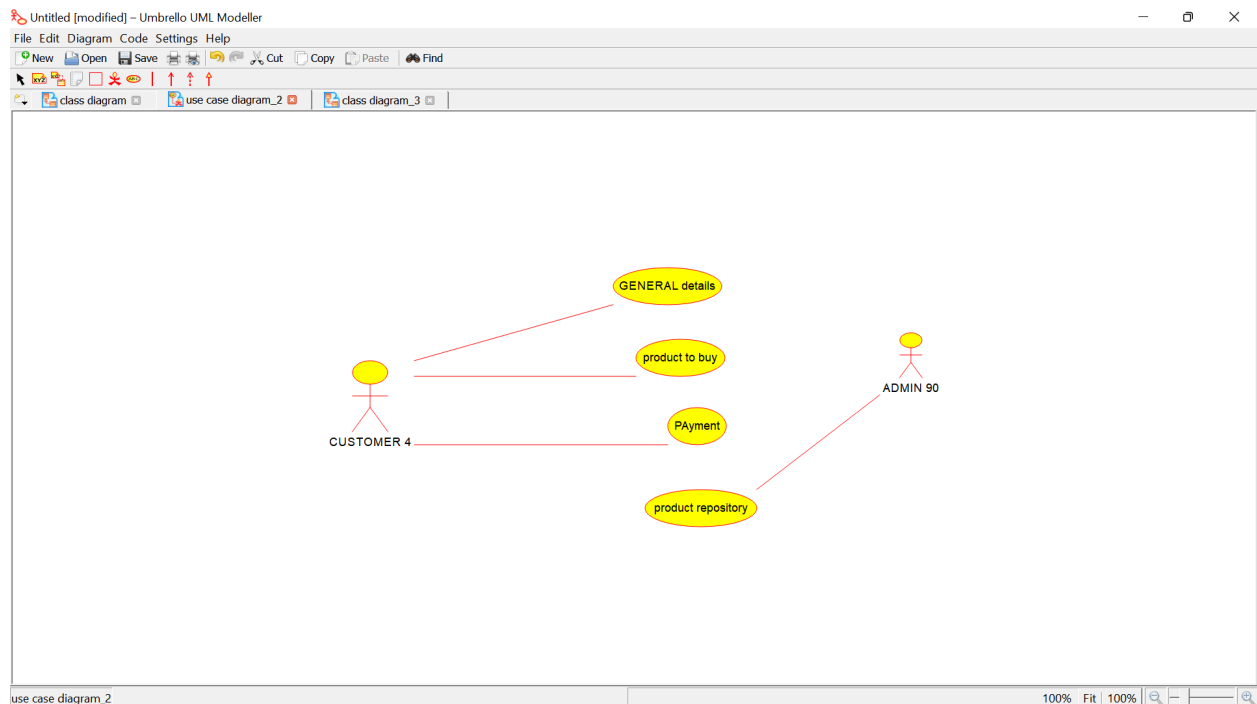 Untitled [modified] – Umbrello UML Modeller
File Edit Diagram Code Settings Help
New Open Save Cut Copy Paste Find
class diagram use case diagram_2 class diagram_3
GENERAL details
product to buy
ADMIN 90
PAyment
CUSTOMER 4
product repository
use case diagram_2 100% Fit 100%